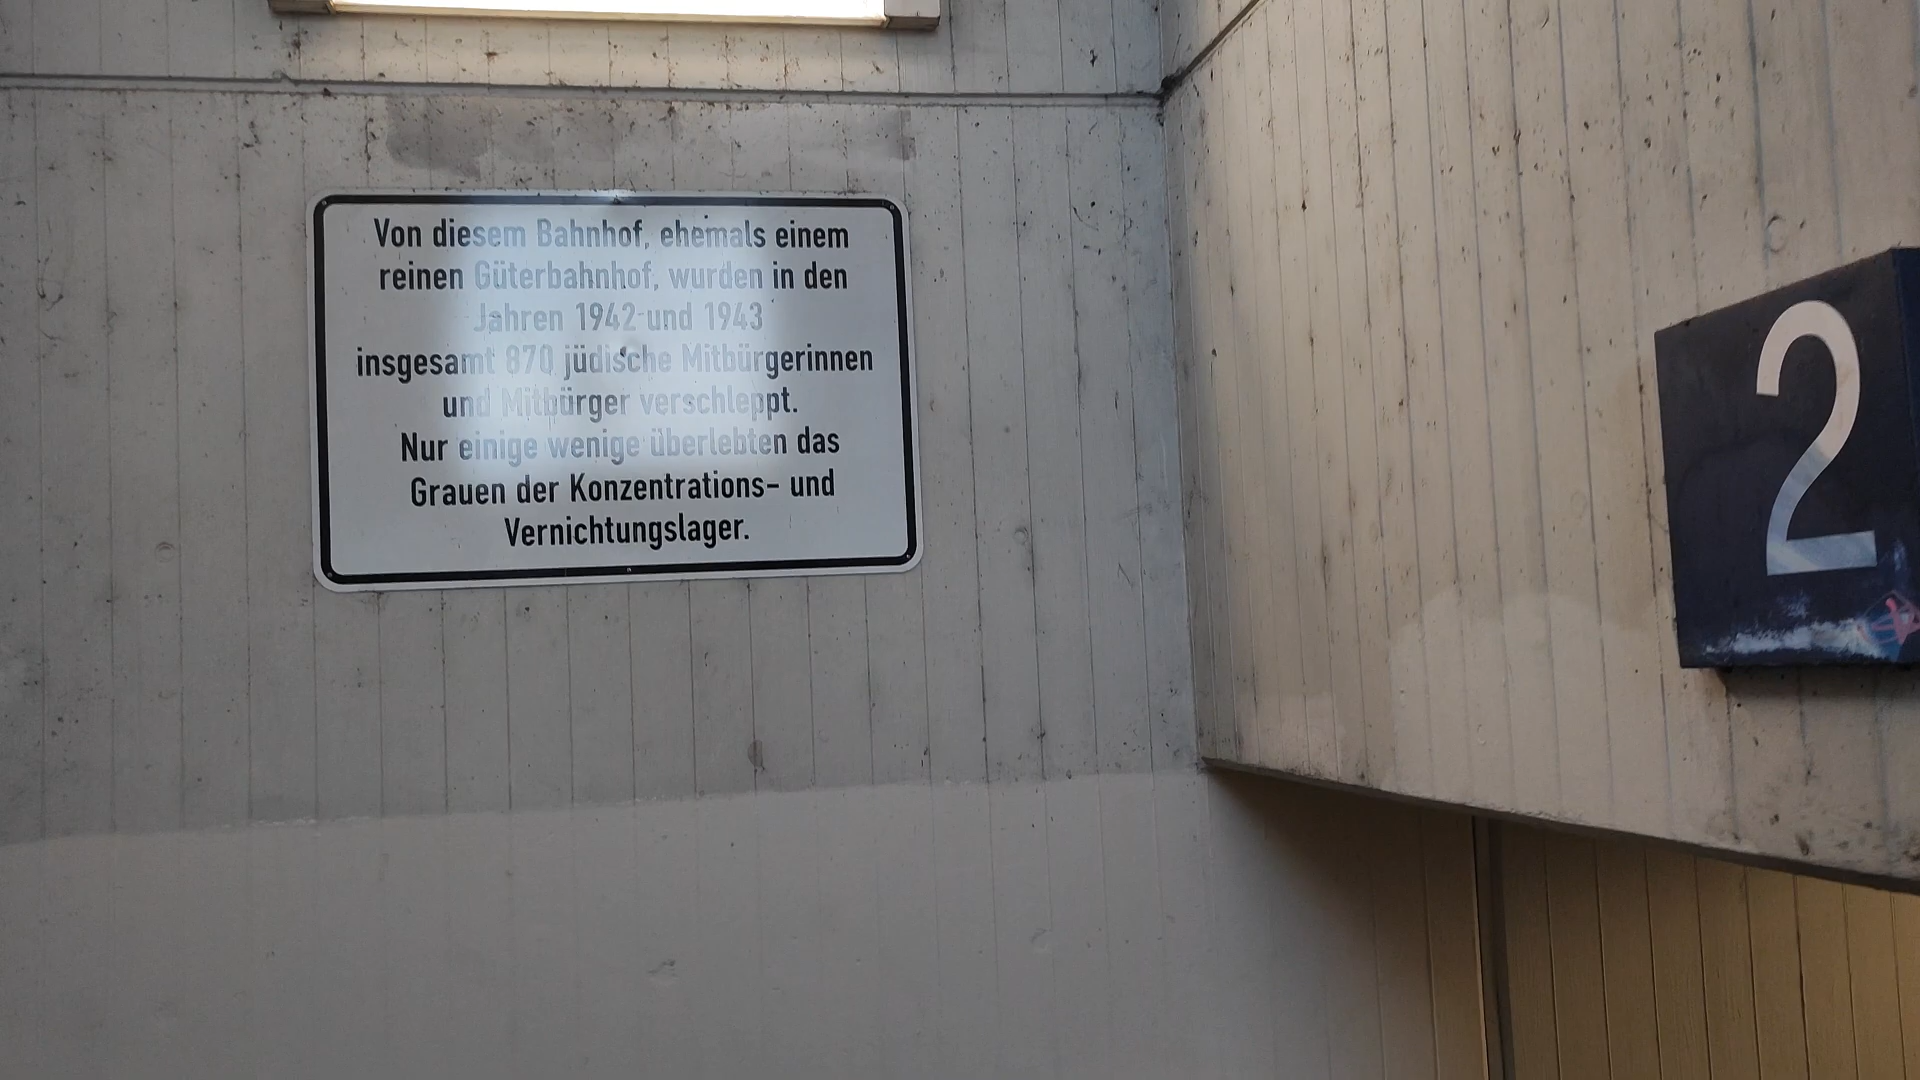 Von diesem Bahnhof, ehemals einem
reinen Güterbahnhof, wurden in den
Jahren 1942 und 1943
insgesamt 870 jüdische Mitbürgerinnen
und Mitbürger verschleppt.
Nur einige wenige überlebten das
Grauen der Konzentrations- und
Vernichtungslager.
2